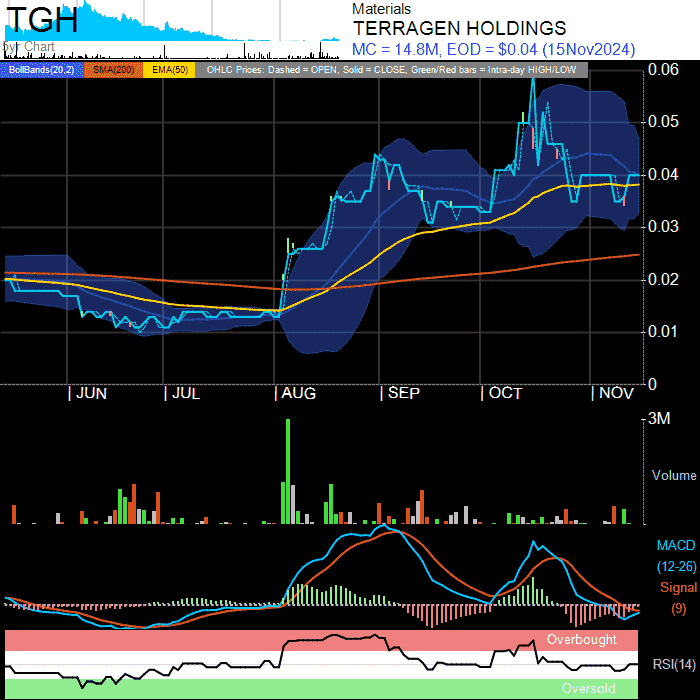 TGH
5yr Chart
Materials
TERRAGEN HOLDINGS
MC = 14.8M, EOD = $0.04 (15Nov2024)
BollBands(20,2) SMA(200) EMA(50) OHLC Prices: Dashed = OPEN, Solid = CLOSE, Green/Red bars = Intra-day HIGH/LOW
0.06
0.05
0.04
0.03
0.02
0.01
0
| JUN | JUL | AUG | SEP | OCT | NOV
3M
Volume
MACD
(12-26)
Signal
(9)
Overbought
RSI(14)
Oversold